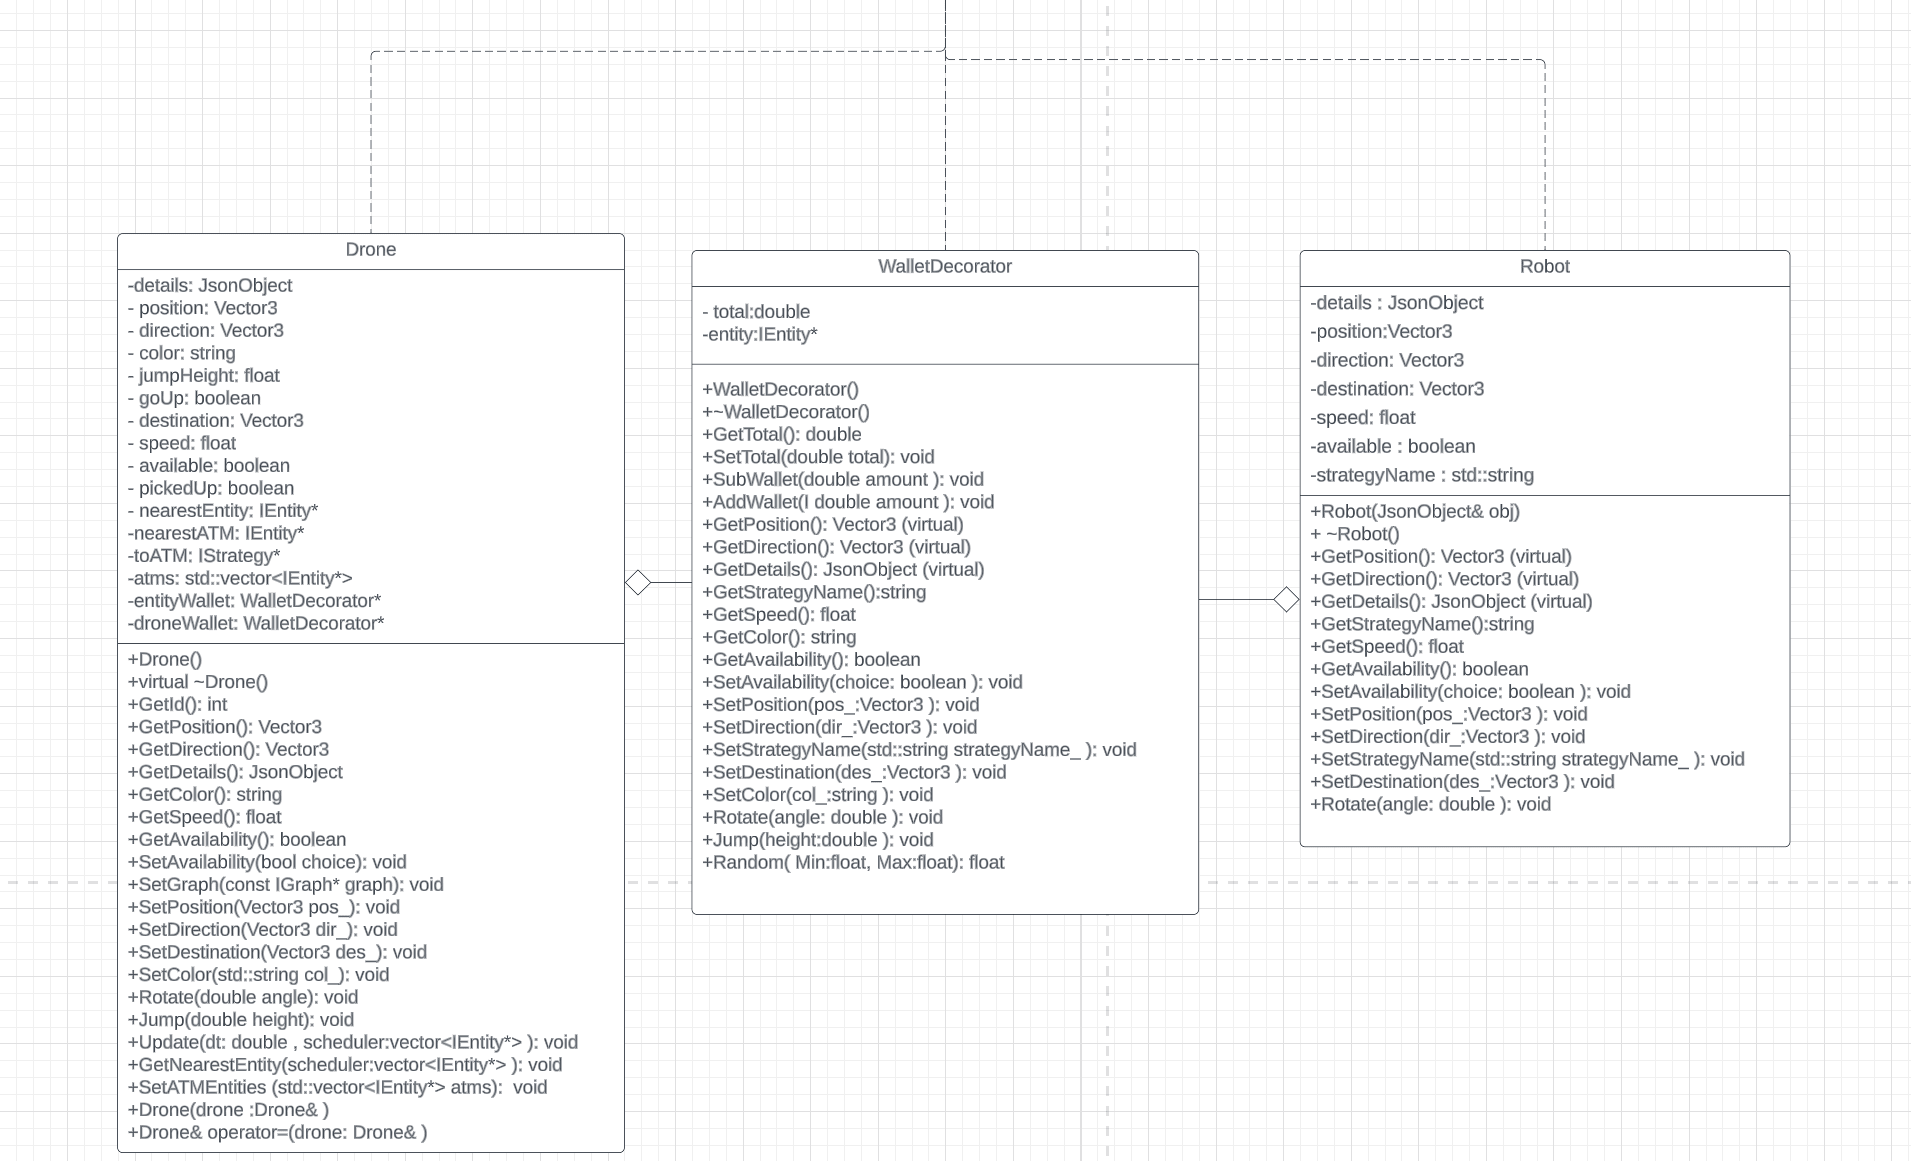 Drone
-details: JsonObject
- position: Vector3
- direction: Vector3
- color: string
- jumpHeight: float
- goUp: boolean
- destination: Vector3
- speed: float
- available: boolean
- pickedUp: boolean
- nearestEntity: IEntity*
-nearestATM: IEntity*
-toATM: IStrategy*
-atms: std::vector<IEntity*>
-entityWallet: WalletDecorator*
-droneWallet: WalletDecorator*
+Drone()
+virtual ~Drone()
+GetId(): int
+GetPosition(): Vector3
+GetDirection(): Vector3
+GetDetails(): JsonObject
+GetColor(): string
+GetSpeed(): float
+GetAvailability(): boolean
+SetAvailability(bool choice): void
+SetGraph(const IGraph* graph): void
+SetPosition(Vector3 pos_): void
+SetDirection(Vector3 dir_): void
+SetDestination(Vector3 des_): void
+SetColor(std::string col_): void
+Rotate(double angle): void
+Jump(double height): void
+Update(dt: double , scheduler:vector<IEntity*> ): void
+GetNearestEntity(scheduler:vector<IEntity*> ): void
+SetATMEntities (std::vector<IEntity*> atms):  void
+Drone(drone :Drone& )
+Drone& operator=(drone: Drone& )
WalletDecorator
- total:double
-entity:IEntity*
+WalletDecorator()
+~WalletDecorator()
+GetTotal(): double
+SetTotal(double total): void
+SubWallet(double amount ): void
+AddWallet(I double amount ): void
+GetPosition(): Vector3 (virtual)
+GetDirection(): Vector3 (virtual)
+GetDetails(): JsonObject (virtual)
+GetStrategyName():string
+GetSpeed(): float
+GetColor(): string
+GetAvailability(): boolean
+SetAvailability(choice: boolean ): void
+SetPosition(pos_:Vector3 ): void
+SetDirection(dir_:Vector3 ): void
+SetStrategyName(std::string strategyName_ ): void
+SetDestination(des_:Vector3 ): void
+SetColor(col_:string ): void
+Rotate(angle: double ): void
+Jump(height:double ): void
+Random( Min:float, Max:float): float
Robot
-details : JsonObject
-position:Vector3
-direction: Vector3
-destination: Vector3
-speed: float
-available : boolean
-strategyName : std::string
+Robot(JsonObject& obj)
+ ~Robot()
+GetPosition(): Vector3 (virtual)
+GetDirection(): Vector3 (virtual)
+GetDetails(): JsonObject (virtual)
+GetStrategyName():string
+GetSpeed(): float
+GetAvailability(): boolean
+SetAvailability(choice: boolean ): void
+SetPosition(pos_:Vector3 ): void
+SetDirection(dir_:Vector3 ): void
+SetStrategyName(std::string strategyName_ ): void
+SetDestination(des_:Vector3 ): void
+Rotate(angle: double ): void